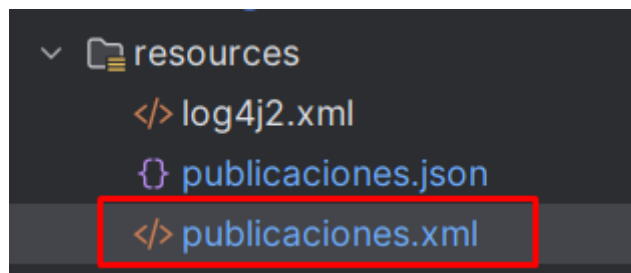 resources
</> log4j2.xml
{} publicaciones.json
</> publicaciones.xml